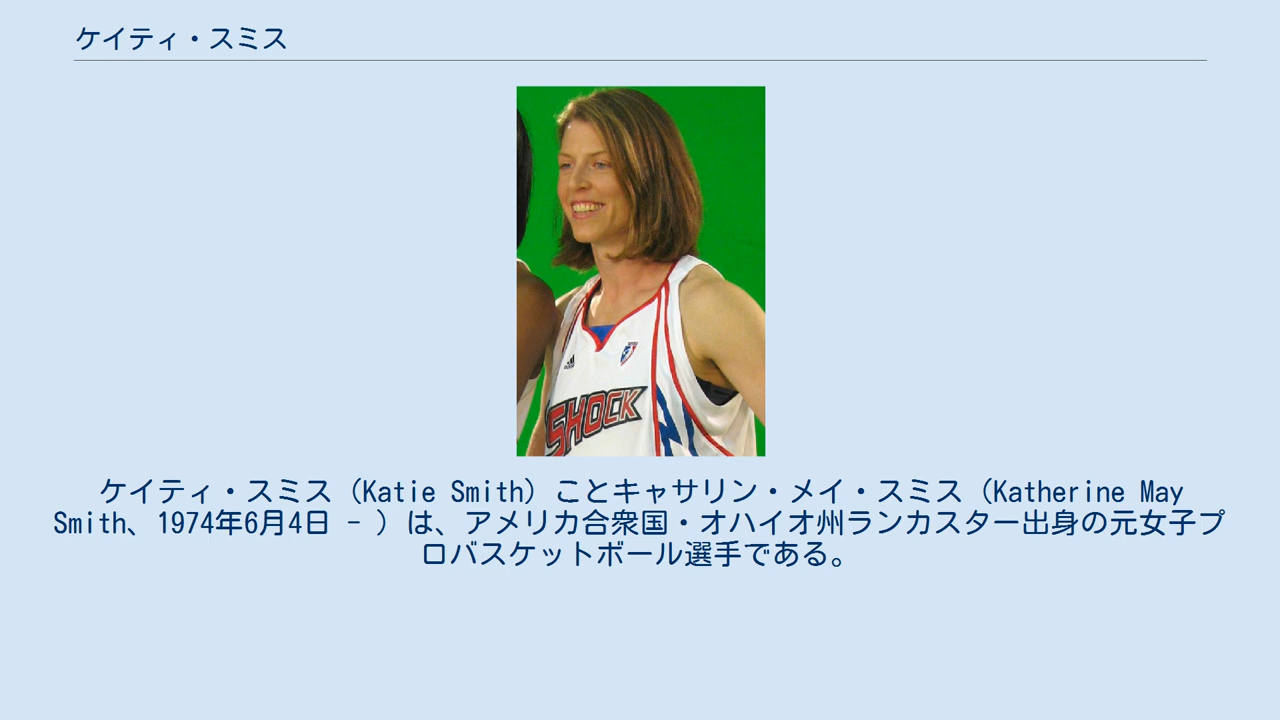 ケイティ・スミス
adidas
SHOCK
ケイティ・スミス（Katie Smith）ことキャサリン・メイ・スミス（Katherine May
Smith、1974年6月4日 - ）は、アメリカ合衆国・オハイオ州ランカスター出身の元女子プ
ロバスケットボール選手である。